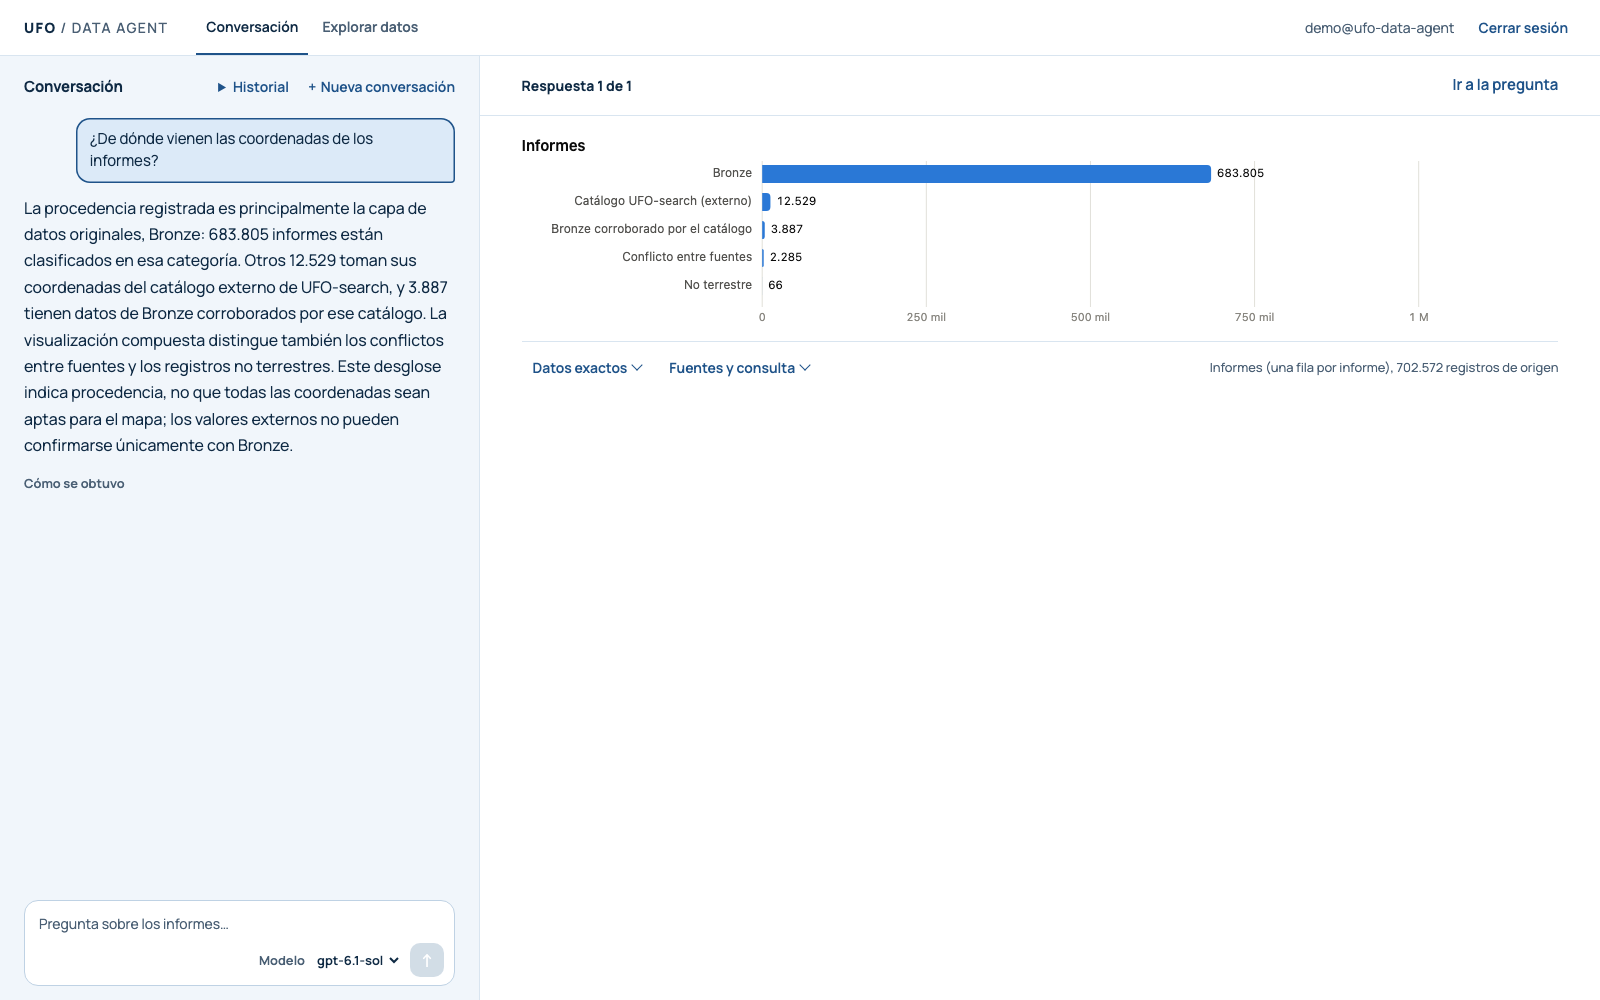 UFO / DATA AGENT
Conversación
Explorar datos
demo@ufo-data-agent
Cerrar sesión
Conversación
Historial
+ Nueva conversación
¿De dónde vienen las coordenadas de los
informes?
La procedencia registrada es principalmente la capa de
datos originales, Bronze: 683.805 informes están
clasificados en esa categoría. Otros 12.529 toman sus
coordenadas del catálogo externo de UFO-search, y 3.887
tienen datos de Bronze corroborados por ese catálogo. La
visualización compuesta distingue también los conflictos
entre fuentes y los registros no terrestres. Este desglose
indica procedencia, no que todas las coordenadas sean
aptas para el mapa; los valores externos no pueden
confirmarse únicamente con Bronze.
Cómo se obtuvo
Pregunta sobre los informes...
Modelo
gpt-6.1-sol
Respuesta 1 de 1
Ir a la pregunta
Informes
Bronze 683.805
Catálogo UFO-search (externo) 12.529
Bronze corroborado por el catálogo 3.887
Conflicto entre fuentes 2.285
No terrestre 66
0 250 mil 500 mil 750 mil 1 M
Datos exactos
Fuentes y consulta
Informes (una fila por informe), 702.572 registros de origen